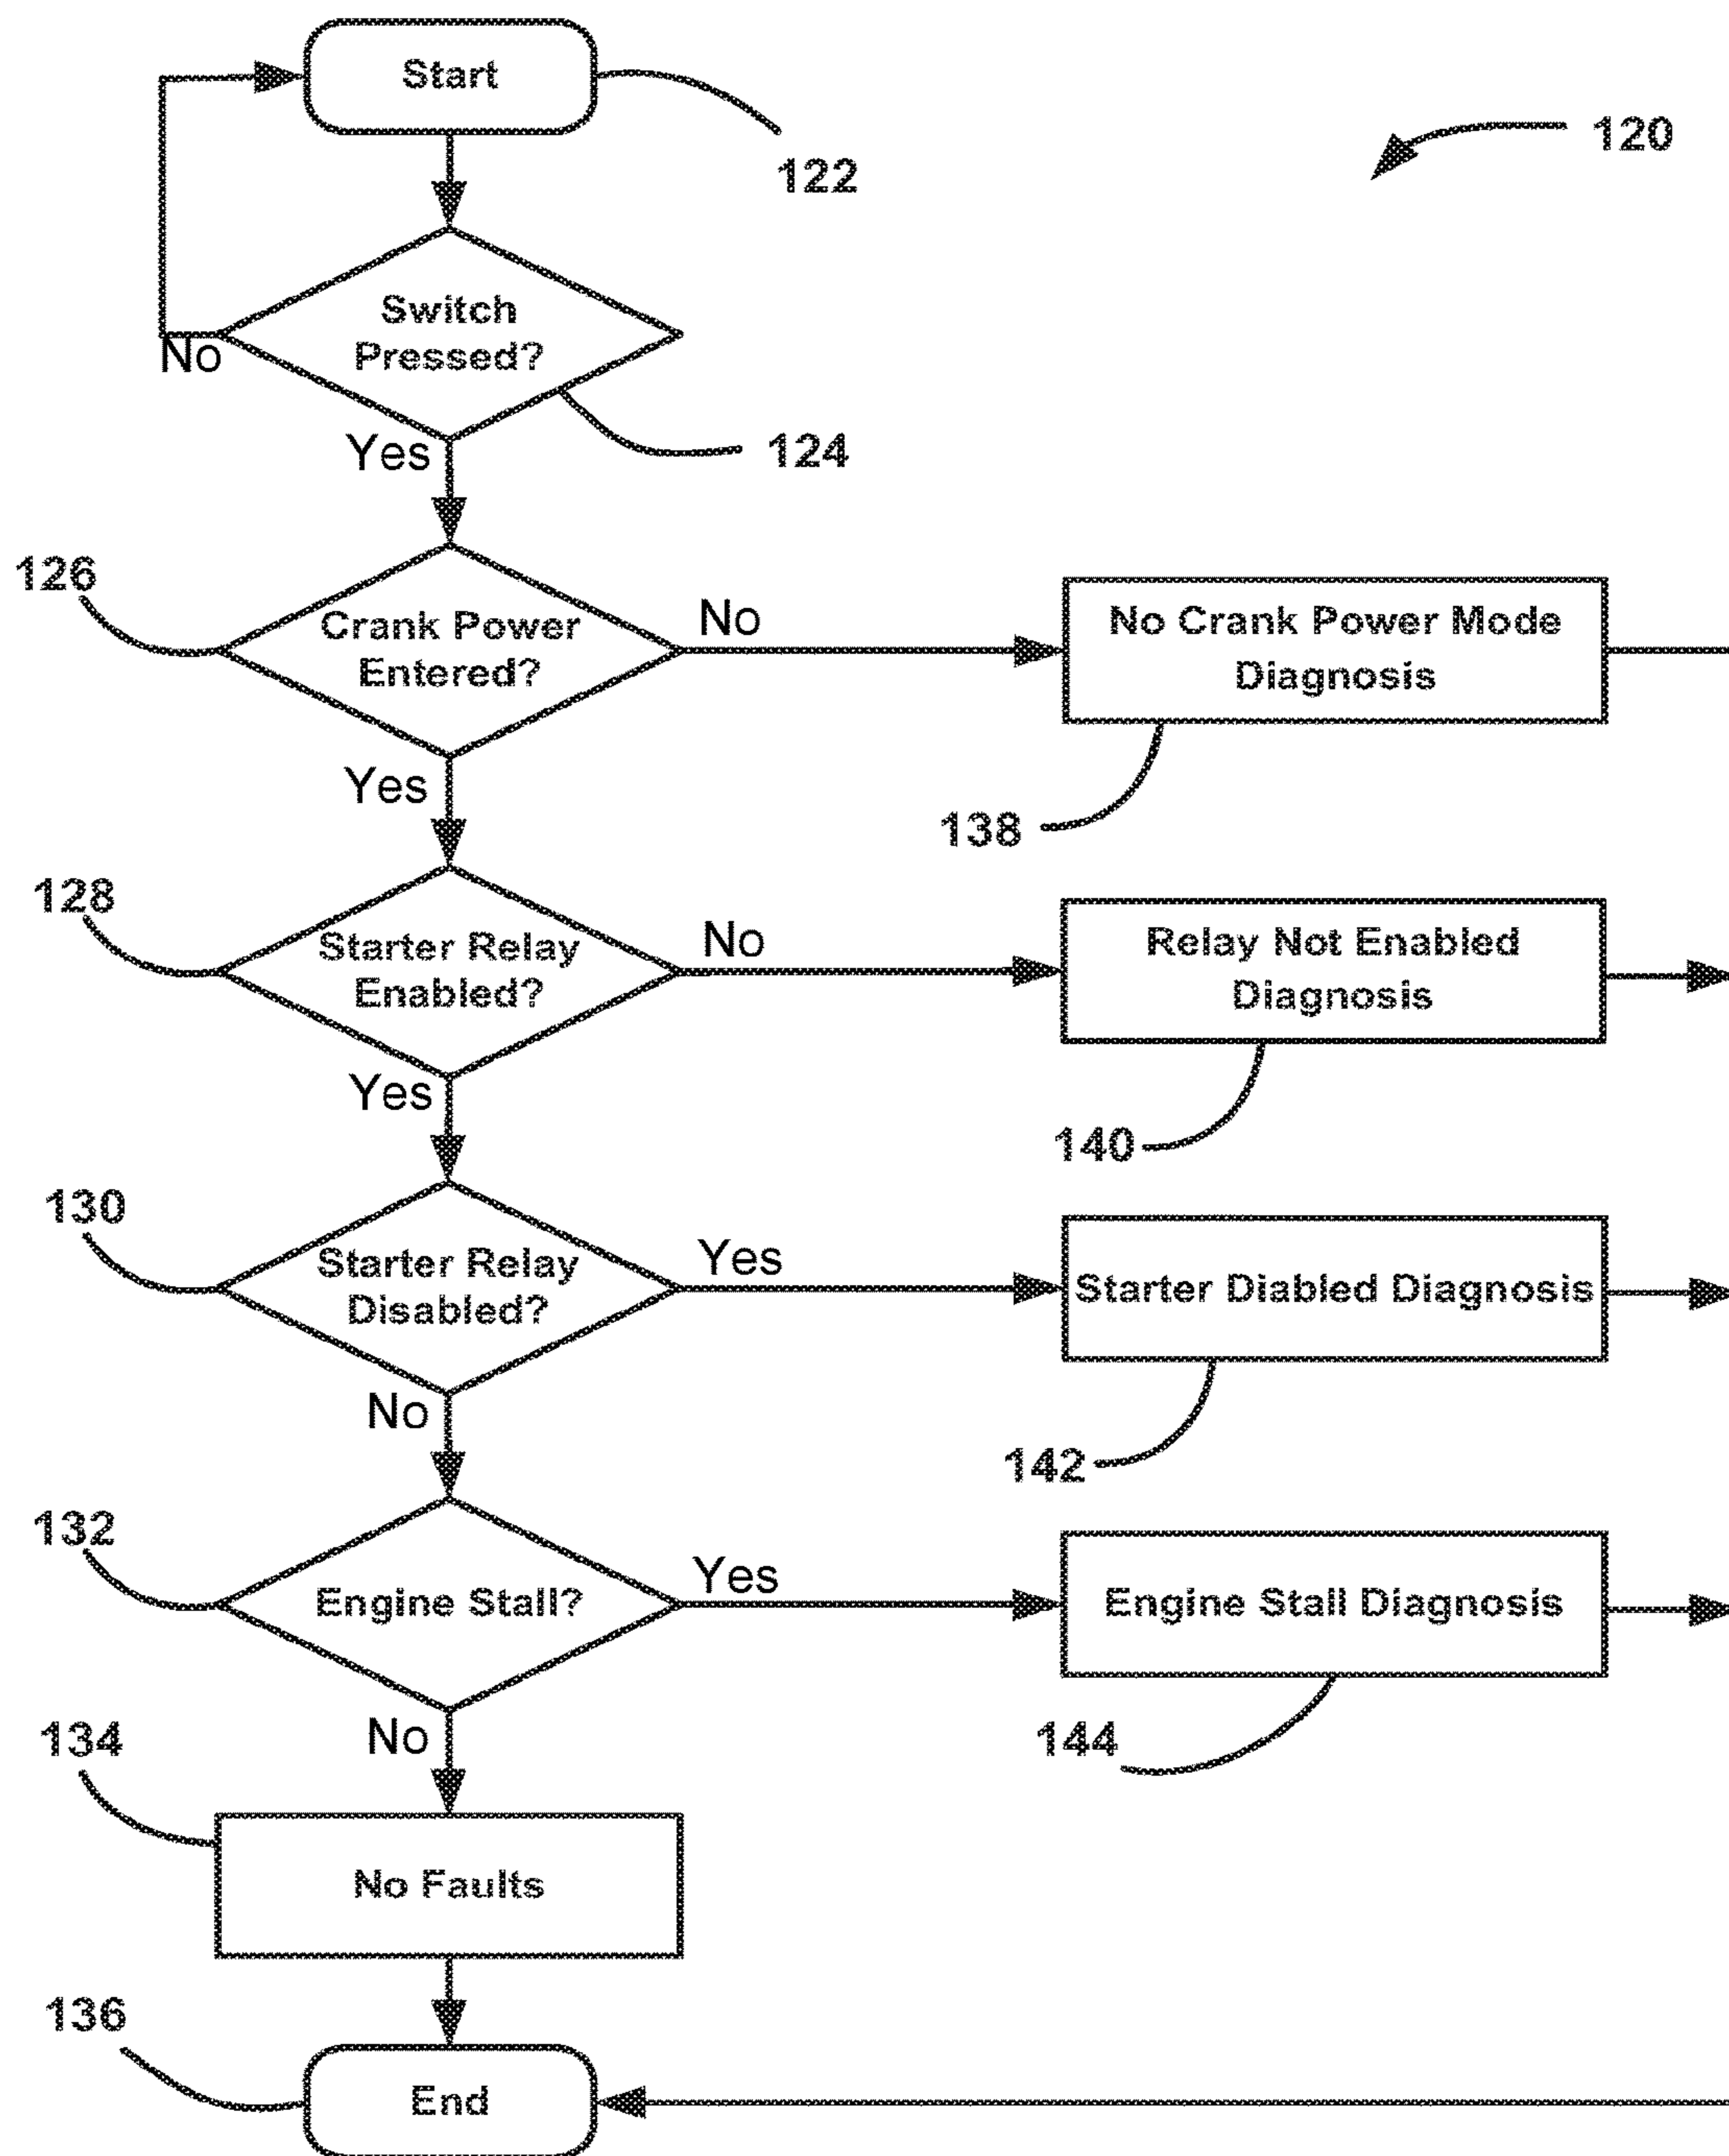 Start
122
120
Switch
Pressed?
No
124
Yes
126
Crank Power
Entered?
No
No Crank Power Mode
Diagnosis
138
Yes
128
Starter Relay
Enabled?
No
Relay Not Enabled
Diagnosis
140
Yes
130
Starter Relay
Disabled?
Yes
Starter Diabled Diagnosis
142
No
132
Engine Stall?
Yes
Engine Stall Diagnosis
144
No
134
No Faults
136
End